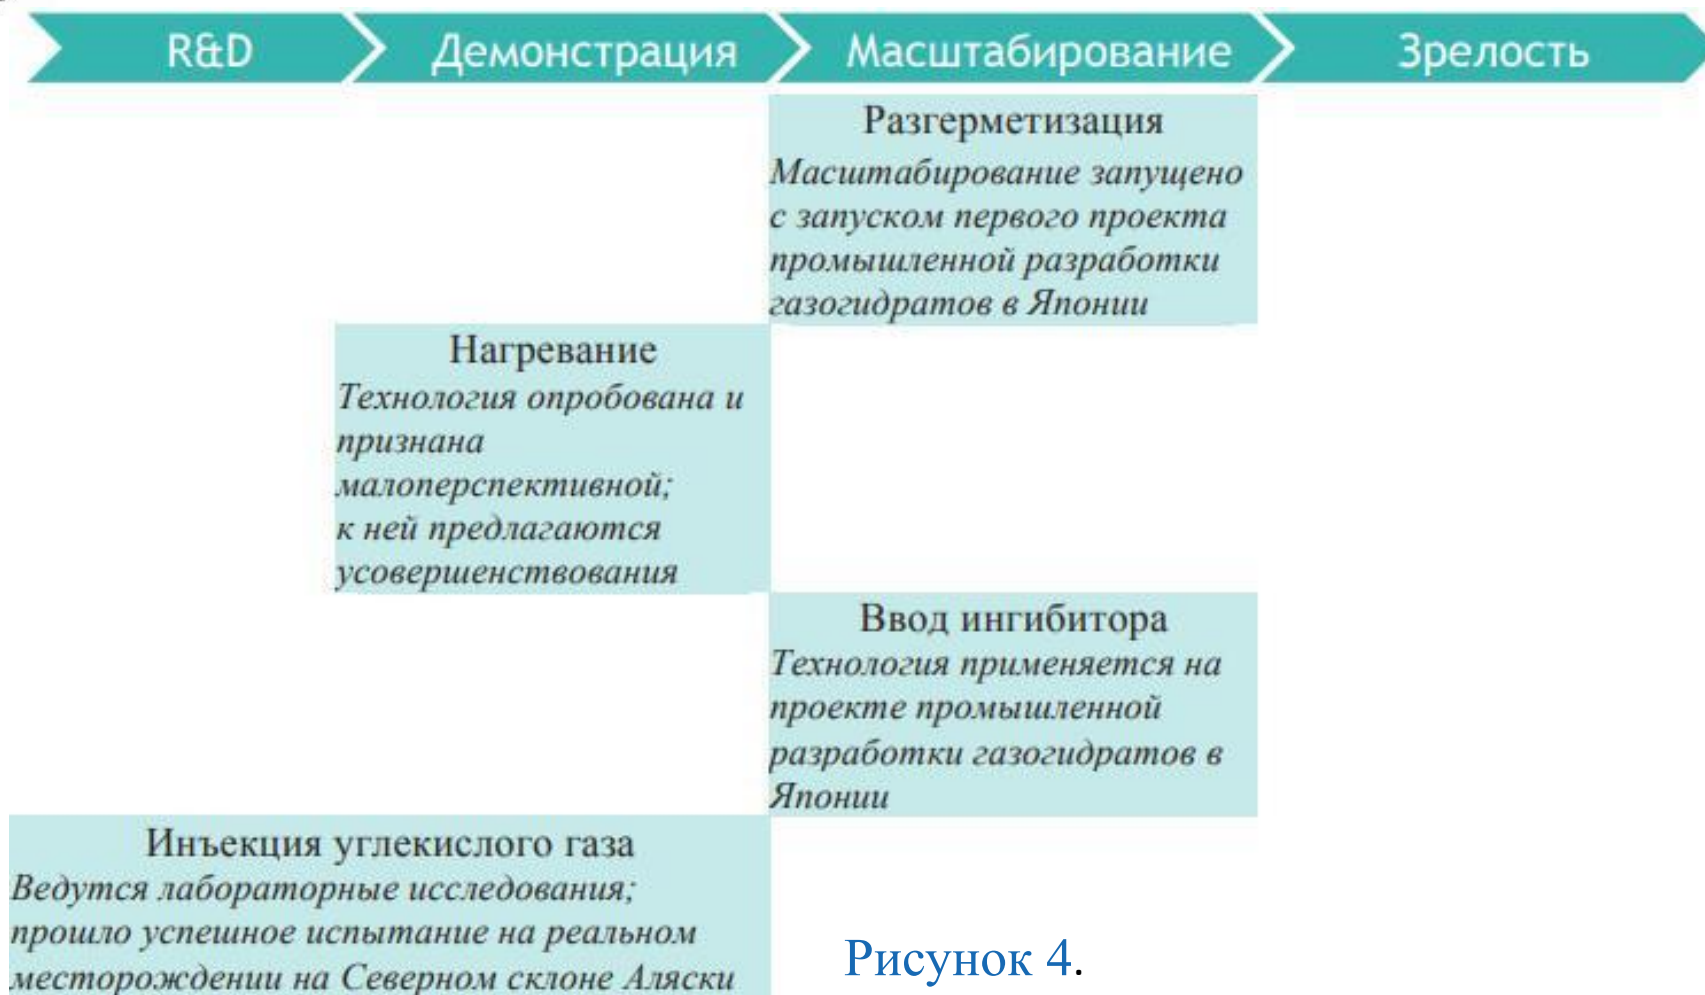 R&D
Демонстрация
Масштабирование
Зрелость
Разгерметизация
Масштабирование запущено
с запуском первого проекта
промышленной разработки
газогидратов в Японии
Нагревание
Технология опробована и
признана
малоперспективной;
к ней предлагаются
усовершенствования
Ввод ингибитора
Технология применяется на
проекте промышленной
разработки газогидратов в
Японии
Инъекция углекислого газа
Ведутся лабораторные исследования;
прошло успешное испытание на реальном
месторождении на Северном склоне Аляски
Рисунок 4.